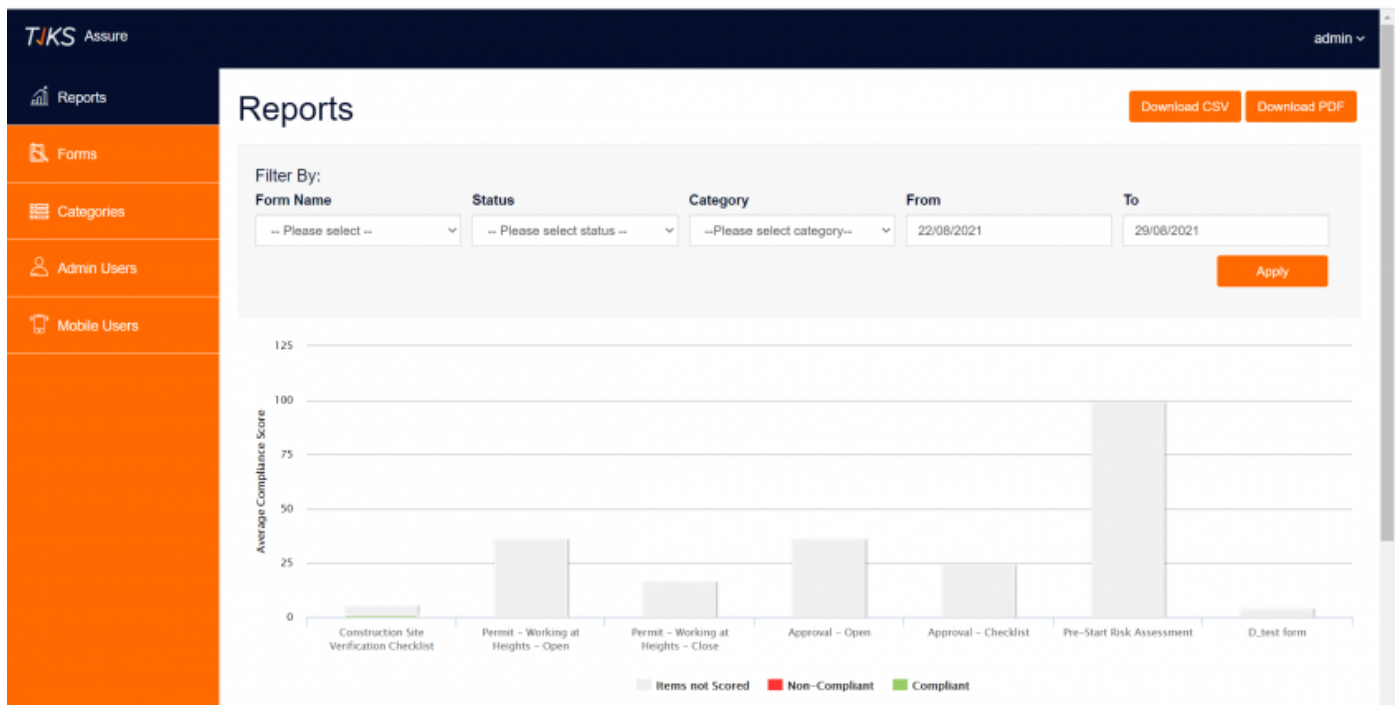 TJKS Assure
admin
Reports
Reports
Download CSV
Download PDF
Forms
Categories
Admin Users
Mobile Users
Filter By:
Form Name
Status
Category
From
To
-- Please select --
-- Please select status --
--Please select category--
22/08/2021
29/08/2021
Apply
Average Compliance Score
125
100
75
50
25
0
Construction Site
Verification Checklist
Permit - Working at
Heights - Open
Permit - Working at
Heights - Close
Approval - Open
Approval - Checklist
Pre-Start Risk Assessment
D_test form
Items not Scored
Non-Compliant
Compliant